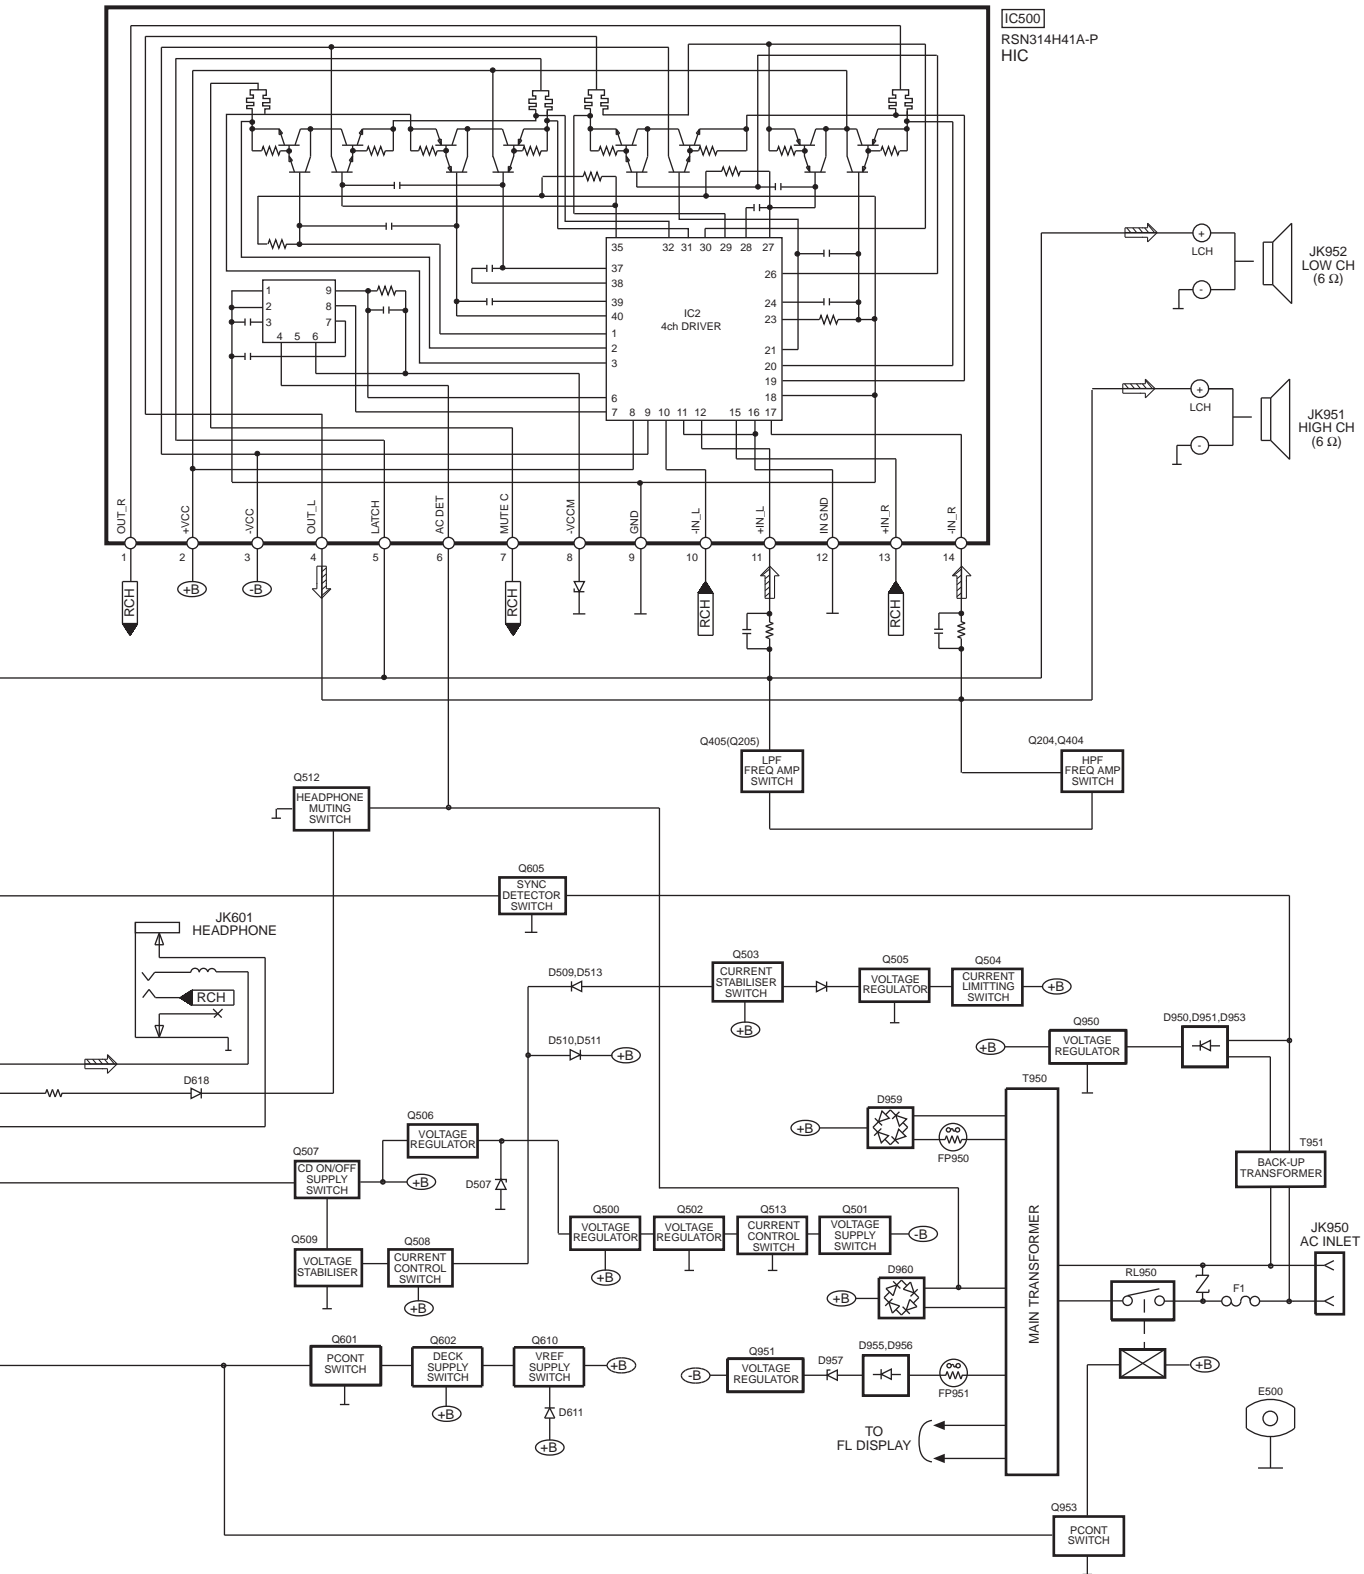 IC500
RSN314H41A-P
HIC
35 32 31 30 29 28 27
37
38
39
40
1
2
3
6
7
26
24
23
21
20
19
18
IC2
4ch DRIVER
8 9 10 11 12 15 16 17
1
2
3
4 5 6
9
8
7
OUT_R
+VCC
-VCC
OUT_L
LATCH
AC DET
MUTE C
-VCCM
GND
-IN_L
+IN_L
IN GND
+IN_R
-IN_R
1 2 3 4 5 6 7 8 9 10 11 12 13 14
RCH
+B
-B
RCH
RCH
RCH
+
LCH
-
JK952
LOW CH
(6 Ω)
+
LCH
-
JK951
HIGH CH
(6 Ω)
Q405(Q205)
LPF
FREQ AMP
SWITCH
Q204,Q404
HPF
FREQ AMP
SWITCH
Q512
HEADPHONE
MUTING
SWITCH
Q605
SYNC
DETECTOR
SWITCH
JK601
HEADPHONE
RCH
D618
D509,D513
D510,D511
+B
Q503
CURRENT
STABILISER
SWITCH
+B
Q505
VOLTAGE
REGULATOR
Q504
CURRENT
LIMITTING
SWITCH
+B
+B
Q950
VOLTAGE
REGULATOR
D950,D951,D953
T950
MAIN TRANSFORMER
D959
+B
FP950
T951
BACK-UP
TRANSFORMER
Q506
VOLTAGE
REGULATOR
Q507
CD ON/OFF
SUPPLY
SWITCH
+B
D507
Q500
VOLTAGE
REGULATOR
+B
Q502
VOLTAGE
REGULATOR
Q513
CURRENT
CONTROL
SWITCH
Q501
VOLTAGE
SUPPLY
SWITCH
-B
JK950
AC INLET
Q509
VOLTAGE
STABILISER
Q508
CURRENT
CONTROL
SWITCH
+B
D960
+B
RL950
F1
Q601
PCONT
SWITCH
Q602
DECK
SUPPLY
SWITCH
+B
Q610
VREF
SUPPLY
SWITCH
+B
D611
+B
Q951
VOLTAGE
REGULATOR
-B
D957
D955,D956
FP951
+B
E500
TO
FL DISPLAY
Q953
PCONT
SWITCH